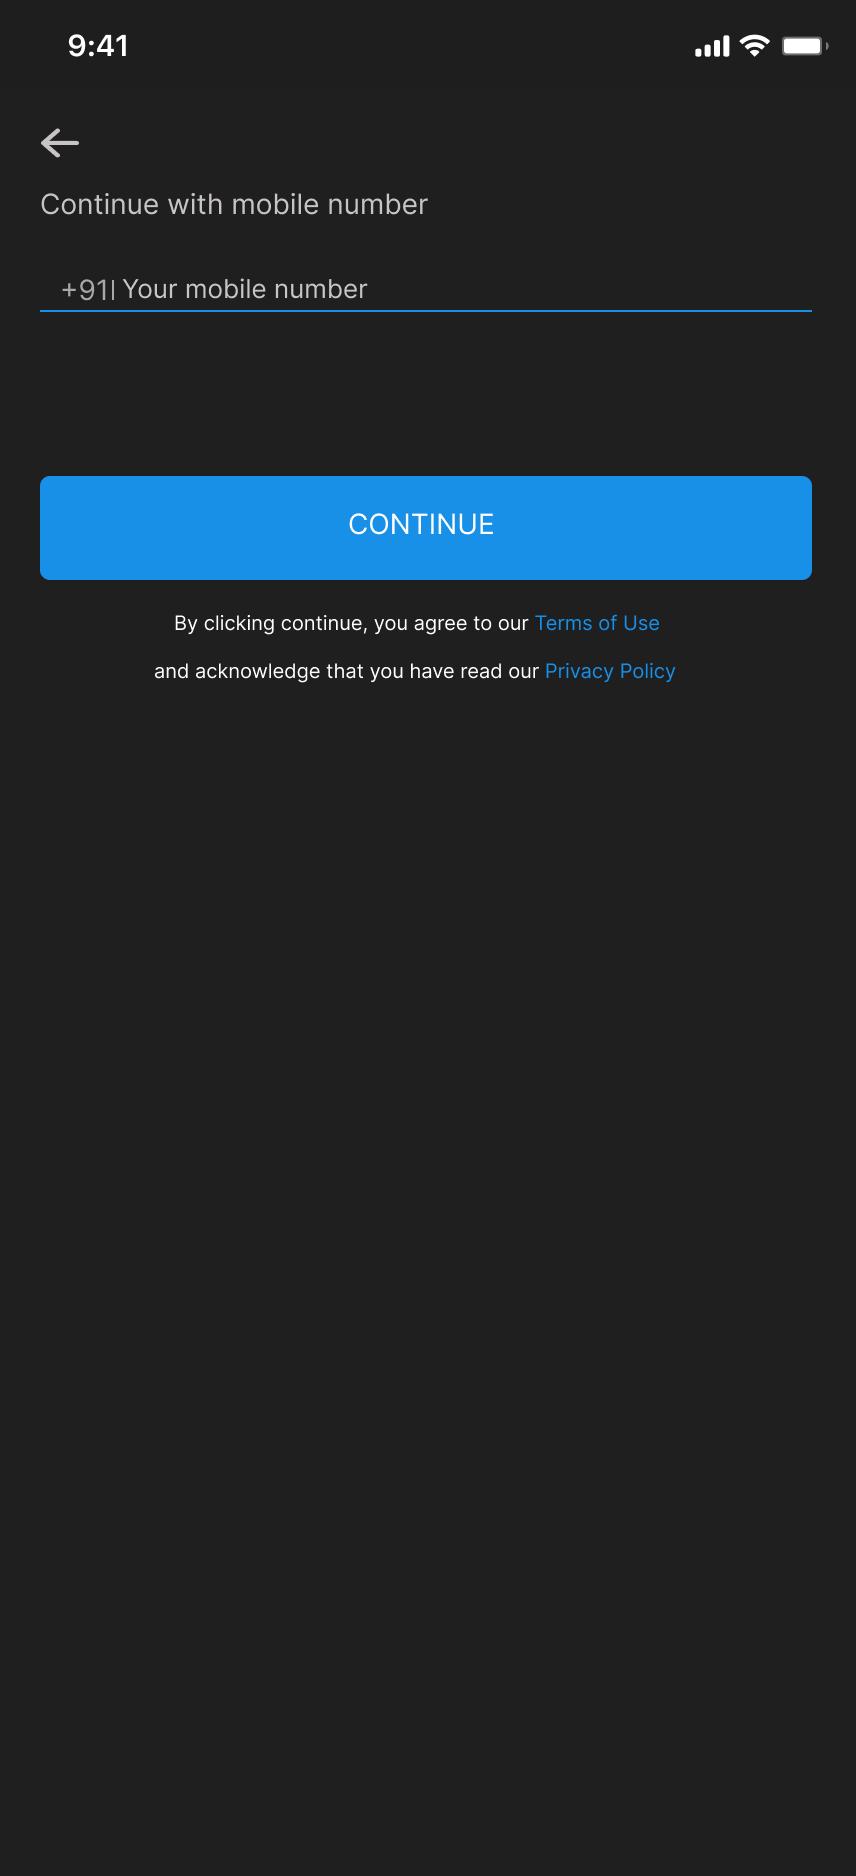 9:41
Continue with mobile number
+91| Your mobile number
CONTINUE
By clicking continue, you agree to our Terms of Use
and acknowledge that you have read our Privacy Policy